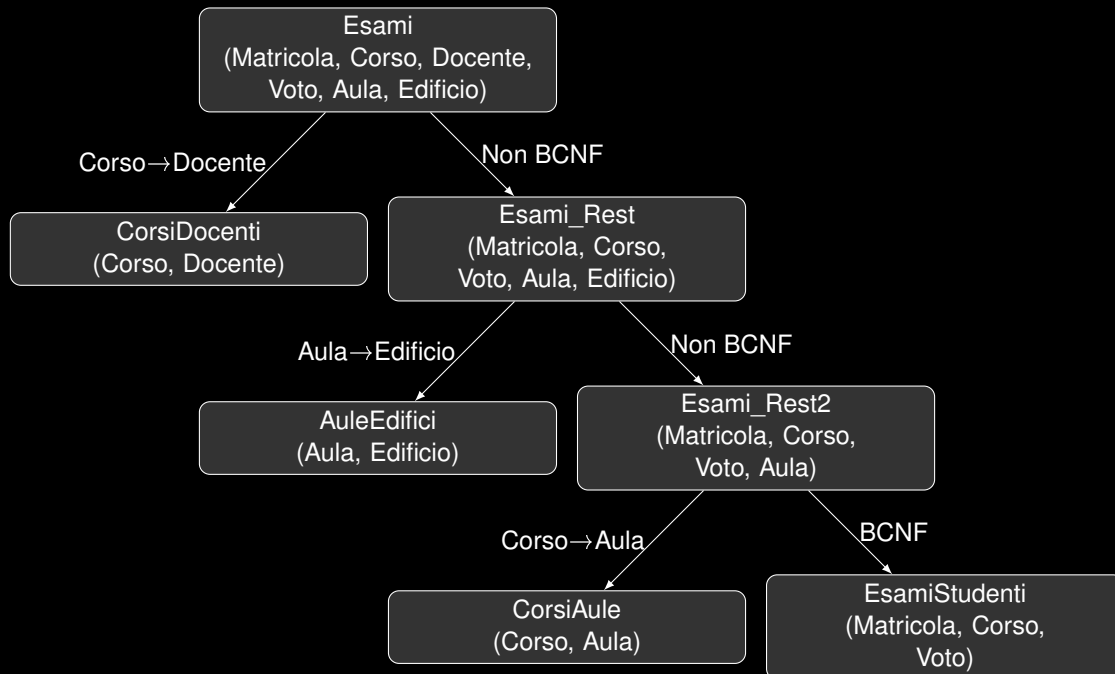 Esami
(Matricola, Corso, Docente,
Voto, Aula, Edificio)
Corso→Docente
Non BCNF
CorsiDocenti
(Corso, Docente)
Esami_Rest
(Matricola, Corso,
Voto, Aula, Edificio)
Aula→Edificio
Non BCNF
AuleEdifici
(Aula, Edificio)
Esami_Rest2
(Matricola, Corso,
Voto, Aula)
Corso→Aula
BCNF
CorsiAule
(Corso, Aula)
EsamiStudenti
(Matricola, Corso,
Voto)